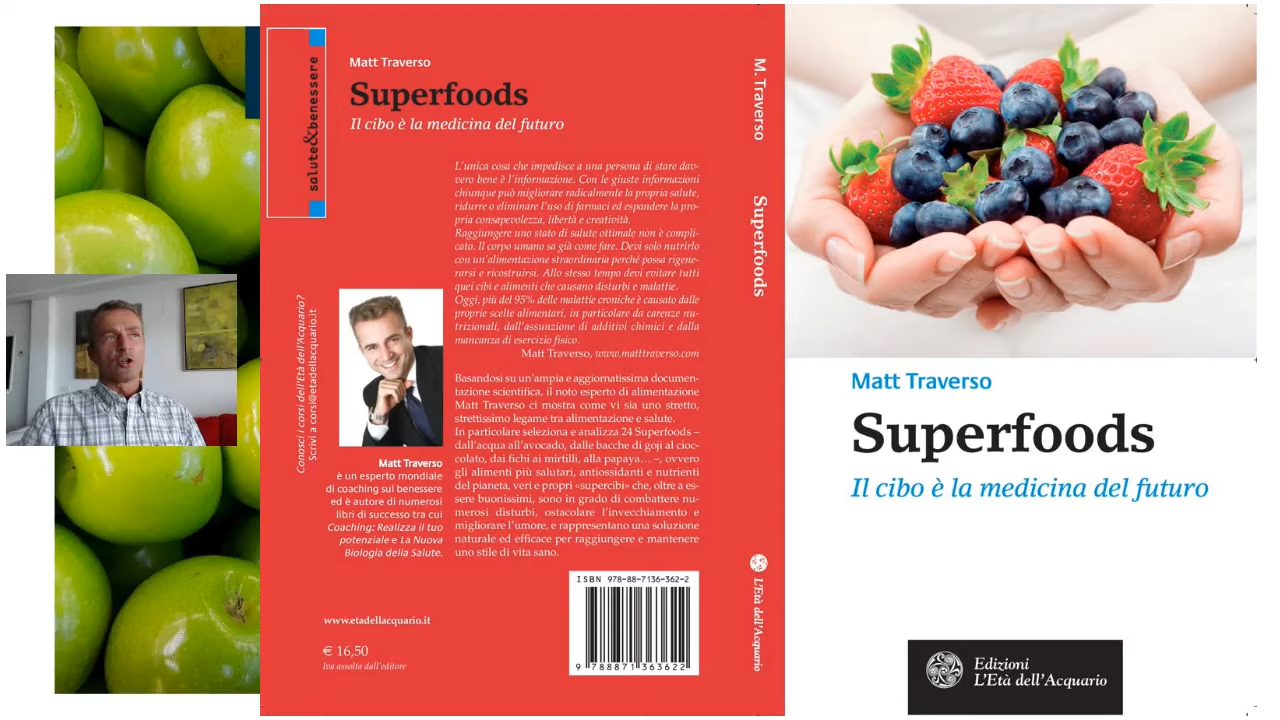 salute&benessere
Matt Traverso
Superfoods
Il cibo è la medicina del futuro
L'unica cosa che impedisce a una persona di stare dav-
vero bene è l'informazione. Con le giuste informazioni
chiunque può migliorare radicalmente la propria salute,
ridurre o eliminare l'uso di farmaci ed espandere la pro-
pria consapevolezza, libertà e creatività.
Raggiungere uno stato di salute ottimale non è compli-
cato. Il corpo umano sa già come fare. Devi solo nutrirlo
con un'alimentazione straordinaria perché possa rigene-
rarsi e ricostruirsi. Allo stesso tempo devi evitare tutti
quei cibi e alimenti che causano disturbi e malattie.
Oggi, più del 95% delle malattie croniche è causato dalle
proprie scelte alimentari, in particolare da carenze nu-
trizionali, dall'assunzione di additivi chimici e dalla
mancanza di esercizio fisico.
Matt Traverso, www.matttraverso.com
Basandosi su un'ampia e aggiornatissima documen-
tazione scientifica, il noto esperto di alimentazione
Matt Traverso ci mostra come vi sia uno stretto,
strettissimo legame tra alimentazione e salute.
In particolare seleziona e analizza 24 Superfoods –
dall'acqua all'avocado, dalle bacche di goji al cioc-
colato, dai fichi ai mirtilli, alla papaya… –, ovvero
gli alimenti più salutari, antiossidanti e nutrienti
del pianeta, veri e propri «supercibi» che, oltre a es-
sere buonissimi, sono in grado di combattere nu-
merosi disturbi, ostacolare l'invecchiamento e
migliorare l'umore, e rappresentano una soluzione
naturale ed efficace per raggiungere e mantenere
uno stile di vita sano.
Conosci i corsi dell'Età dell'Acquario?
Scrivi a corsi@etadellacquario.it
Matt Traverso
è un esperto mondiale
di coaching sul benessere
ed è autore di numerosi
libri di successo tra cui
Coaching: Realizza il tuo
potenziale e La Nuova
Biologia della Salute.
www.etadellacquario.it
€ 16,50
Iva assolta dall'editore
ISBN 978-88-7136-362-2
9 788871 363622
M. Traverso
Superfoods
L'Età dell'Acquario
Matt Traverso
Superfoods
Il cibo è la medicina del futuro
Edizioni
L'Età dell'Acquario